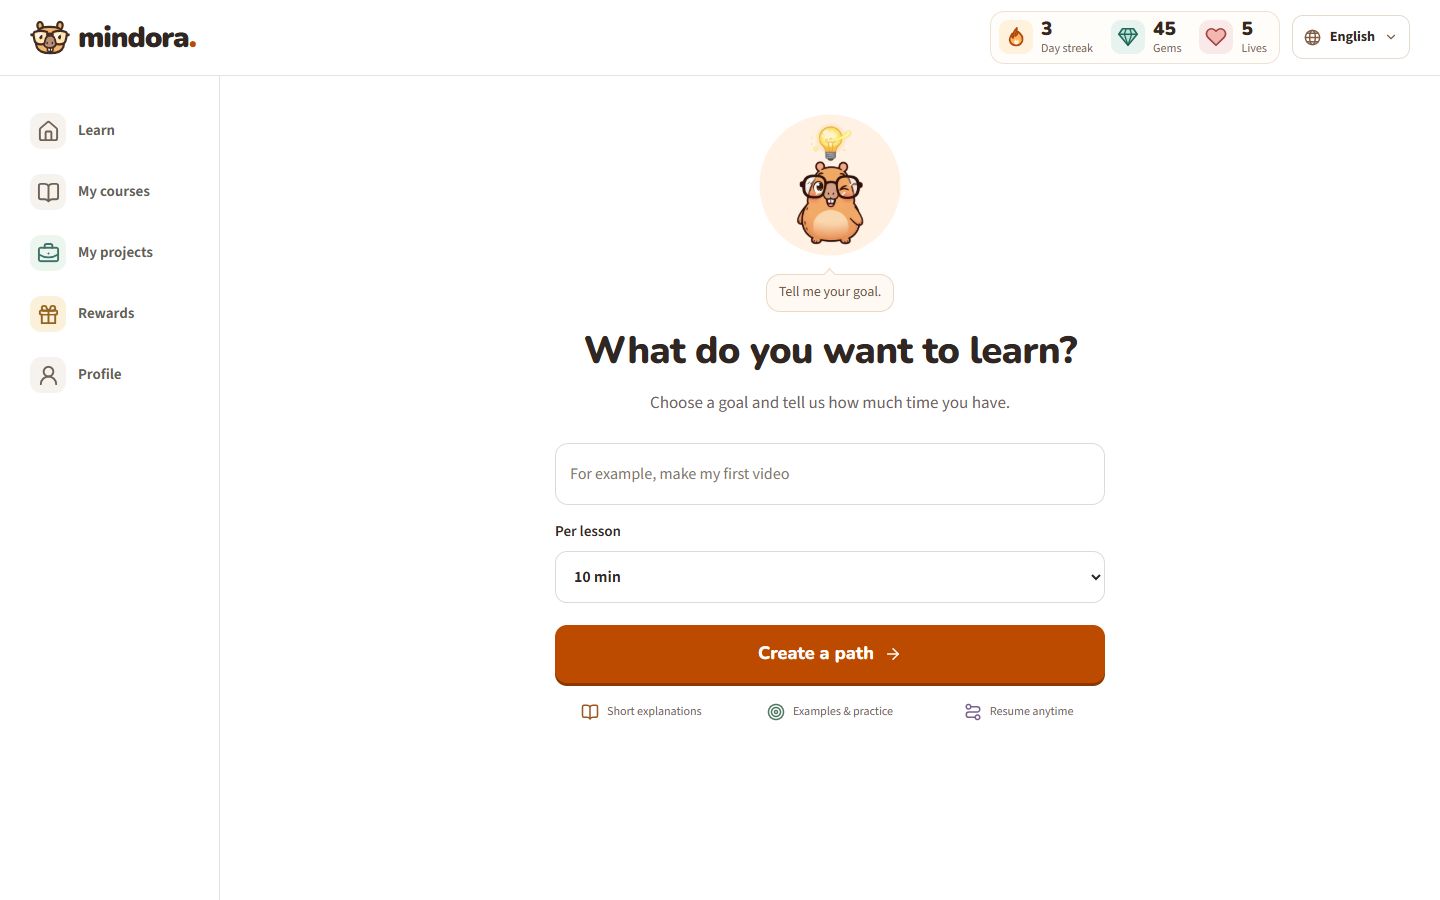 mindora.
3
Day streak
45
Gems
5
Lives
English
Learn
My courses
My projects
Rewards
Profile
Tell me your goal.
What do you want to learn?
Choose a goal and tell us how much time you have.
For example, make my first video
Per lesson
10 min
Create a path
Short explanations
Examples & practice
Resume anytime